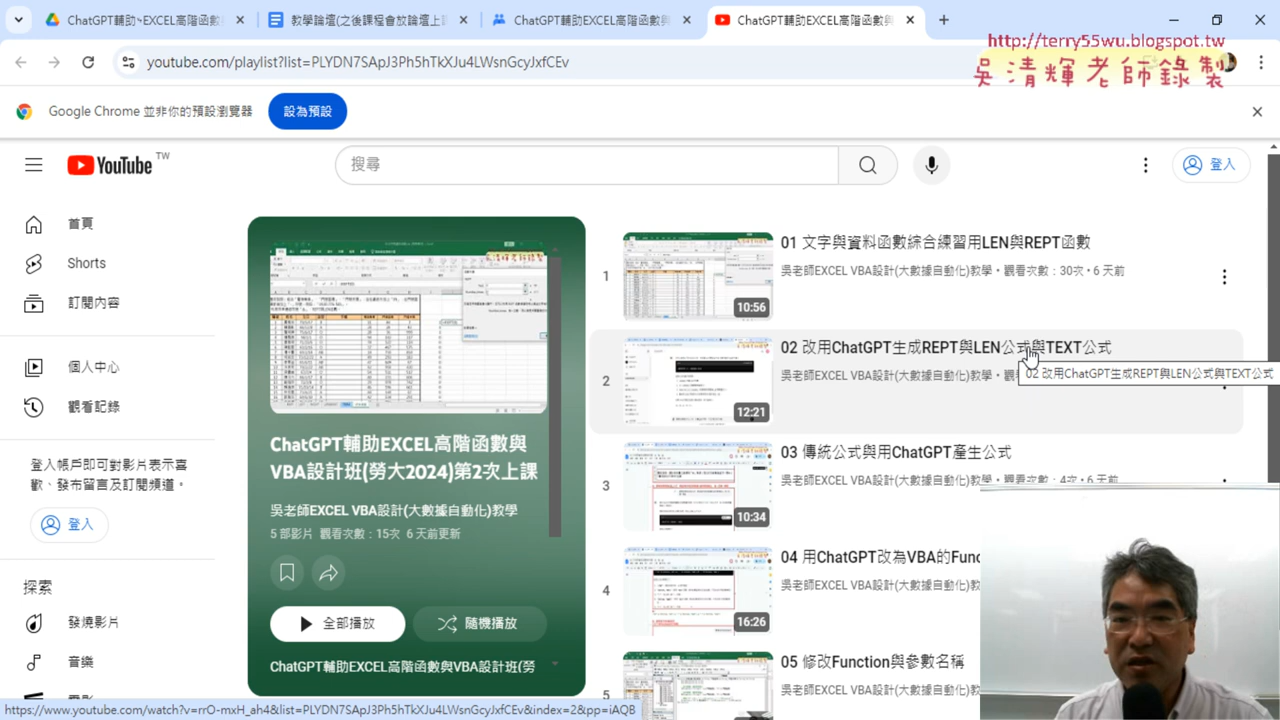 ChatGPT輔助
EXCEL高階函數
教學論壇(之後課程會放論壇上
ChatGPT輔助EXCEL高階函數與
ChatGPT輔助EXCEL高階函數與
http://terry55wu.blogspot.tw
吳清輝老師錄製
youtube.com/playlist?list=PLYDN7SApJ3Ph5hTKXJu4LWsnGcyJxfCEv
Google Chrome 並非你的預設瀏覽器
設為預設
YouTube TW
搜尋
登入
首頁
Shorts
訂閱內容
個人中心
觀看記錄
登入帳戶即可對影片表示喜
、發布留言及訂閱頻道。
登入
探索
發燒影片
音樂
ChatGPT輔助EXCEL高階函數與
VBA設計班(勞大第9期)第2次上課
吳老師EXCEL VBA設計(大數據自動化)教學
5 部影片 觀看次數：15次 6 天前更新
全部播放
隨機播放
ChatGPT輔助EXCEL高階函數與VBA設計班(勞
1
10:56
01 文字與資料函數綜合練習用LEN與REPT函數
吳老師EXCEL VBA設計(大數據自動化)教學 • 觀看次數：30次 • 6 天前
2
12:21
02 改用ChatGPT生成REPT與LEN公式與TEXT公式
吳老師EXCEL VBA設計(大數據自動化)教學 • 觀
02 改用ChatGPT生成REPT與LEN公式與TEXT公式
3
10:34
03 傳統公式與用ChatGPT產生公式
吳老師EXCEL VBA設計(大數據自動化)教學 • 觀看次數：4次 • 6 天前
4
16:26
04 用ChatGPT改為VBA的Func
吳老師EXCEL VBA設計(大數據自動化)教
5
05 修改Function與參數名稱
吳老師EXCEL VBA設計(大數據自動化)教